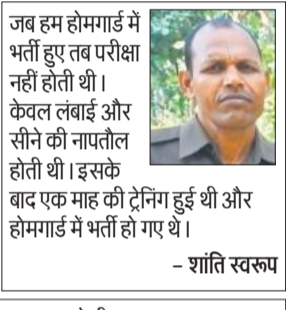 जब हम होमगार्ड में
भर्ती हुए तब परीक्षा
नहीं होती थी।
केवल लंबाई और
सीने की नापतौल
होती थी। इसके
बाद एक माह की ट्रेनिंग हुई थी और
होमगार्ड में भर्ती हो गए थे।
– शांति स्वरूप